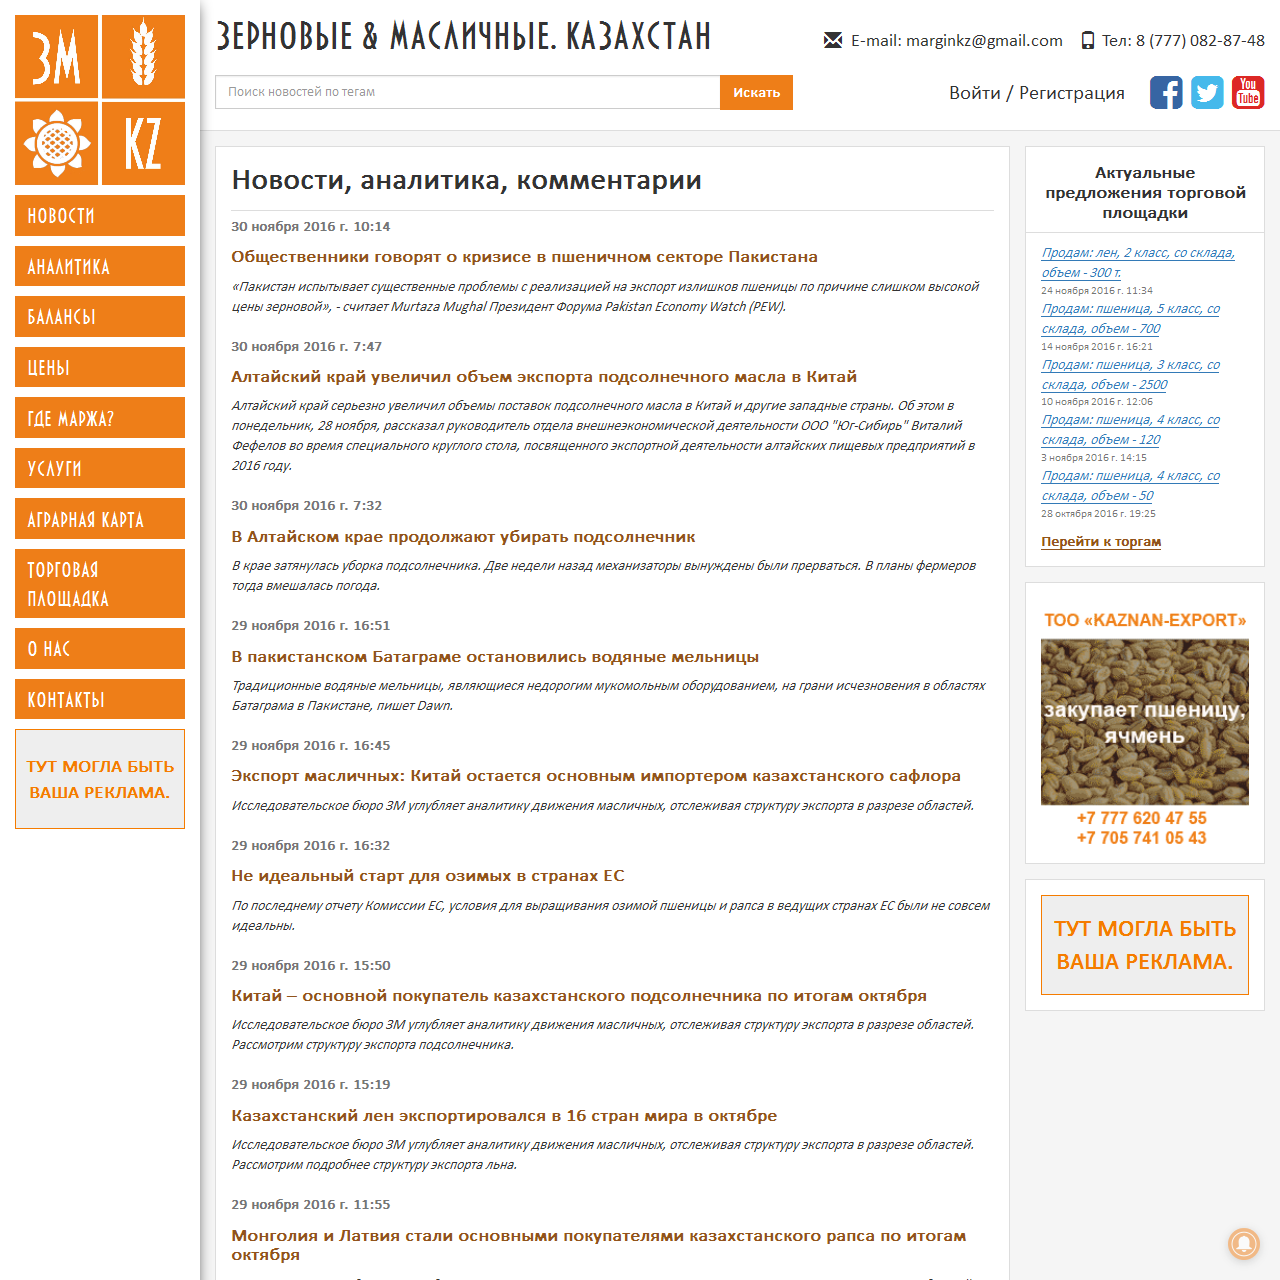 ЗМ
KZ
ЗЕРНОВЫЕ & МАСЛИЧНЫЕ. КАЗАХСТАН
E-mail: marginkz@gmail.com
Тел: 8 (777) 082-87-48
Поиск новостей по тегам
Искать
Войти / Регистрация
You
Tube
НОВОСТИ
АНАЛИТИКА
БАЛАНСЫ
ЦЕНЫ
ГДЕ МАРЖА?
УСЛУГИ
АГРАРНАЯ КАРТА
ТОРГОВАЯ
ПЛОЩАДКА
О НАС
КОНТАКТЫ
ТУТ МОГЛА БЫТЬ
ВАША РЕКЛАМА.
Новости, аналитика, комментарии
30 ноября 2016 г. 10:14
Общественники говорят о кризисе в пшеничном секторе Пакистана
«Пакистан испытывает существенные проблемы с реализацией на экспорт излишков пшеницы по причине слишком высокой
цены зерновой», - считает Murtaza Mughal Президент Форума Pakistan Economy Watch (PEW).
30 ноября 2016 г. 7:47
Алтайский край увеличил объем экспорта подсолнечного масла в Китай
Алтайский край серьезно увеличил объемы поставок подсолнечного масла в Китай и другие западные страны. Об этом в
понедельник, 28 ноября, рассказал руководитель отдела внешнеэкономической деятельности ООО "Юг-Сибирь" Виталий
Фефелов во время специального круглого стола, посвященного экспортной деятельности алтайских пищевых предприятий в
2016 году.
30 ноября 2016 г. 7:32
В Алтайском крае продолжают убирать подсолнечник
В крае затянулась уборка подсолнечника. Две недели назад механизаторы вынуждены были прерваться. В планы фермеров
тогда вмешалась погода.
29 ноября 2016 г. 16:51
В пакистанском Батаграме остановились водяные мельницы
Традиционные водяные мельницы, являющиеся недорогим мукомольным оборудованием, на грани исчезновения в областях
Батаграма в Пакистане, пишет Dawn.
29 ноября 2016 г. 16:45
Экспорт масличных: Китай остается основным импортером казахстанского сафлора
Исследовательское бюро ЗМ углубляет аналитику движения масличных, отслеживая структуру экспорта в разрезе областей.
29 ноября 2016 г. 16:32
Не идеальный старт для озимых в странах ЕС
По последнему отчету Комиссии ЕС, условия для выращивания озимой пшеницы и рапса в ведущих странах ЕС были не совсем
идеальны.
29 ноября 2016 г. 15:50
Китай – основной покупатель казахстанского подсолнечника по итогам октября
Исследовательское бюро ЗМ углубляет аналитику движения масличных, отслеживая структуру экспорта в разрезе областей.
Рассмотрим структуру экспорта подсолнечника.
29 ноября 2016 г. 15:19
Казахстанский лен экспортировался в 16 стран мира в октябре
Исследовательское бюро ЗМ углубляет аналитику движения масличных, отслеживая структуру экспорта в разрезе областей.
Рассмотрим подробнее структуру экспорта льна.
29 ноября 2016 г. 11:55
Монголия и Латвия стали основными покупателями казахстанского рапса по итогам
октября
Актуальные
предложения торговой
площадки
Продам: лен, 2 класс, со склада,
объем - 300 т.
24 ноября 2016 г. 11:34
Продам: пшеница, 5 класс, со
склада, объем - 700
14 ноября 2016 г. 16:21
Продам: пшеница, 3 класс, со
склада, объем - 2500
10 ноября 2016 г. 12:06
Продам: пшеница, 4 класс, со
склада, объем - 120
3 ноября 2016 г. 14:15
Продам: пшеница, 4 класс, со
склада, объем - 50
28 октября 2016 г. 19:25
Перейти к торгам
ТОО «KAZNAN-EXPORT»
закупает пшеницу,
ячмень
+7 777 620 47 55
+7 705 741 05 43
ТУТ МОГЛА БЫТЬ
ВАША РЕКЛАМА.